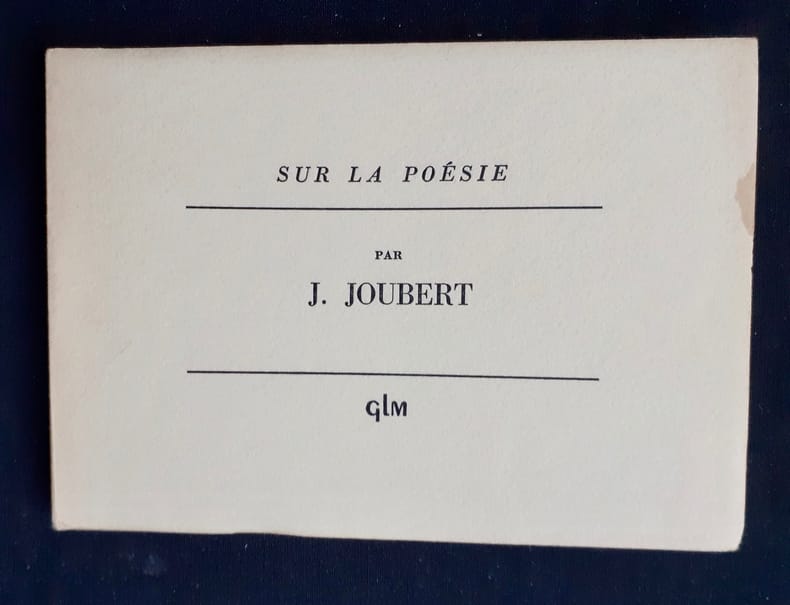 SUR LA POÉSIE
PAR
J. JOUBERT
GLM